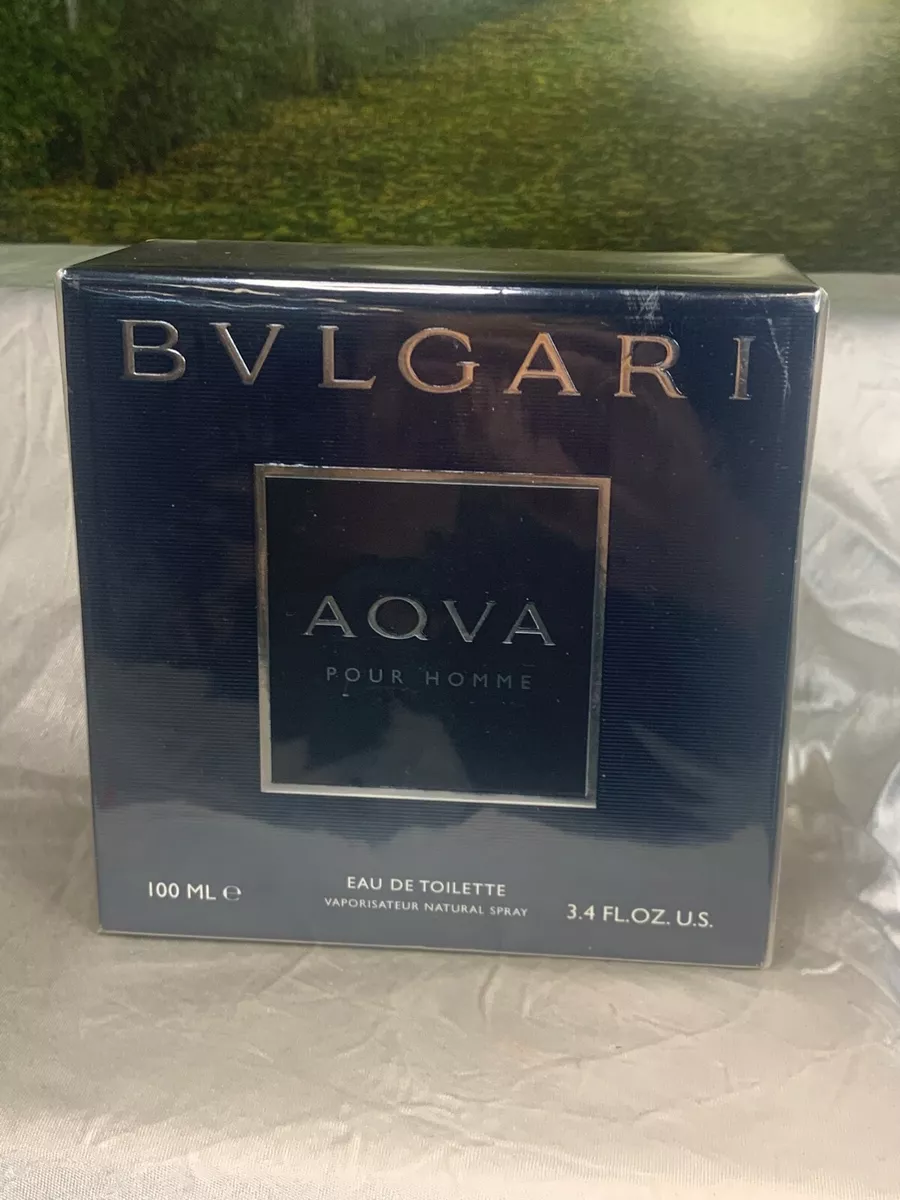 BVLGARI
AQVA
POUR HOMME
100 ML ℮
EAU DE TOILETTE
VAPORISATEUR NATURAL SPRAY
3.4 FL.OZ. U.S.